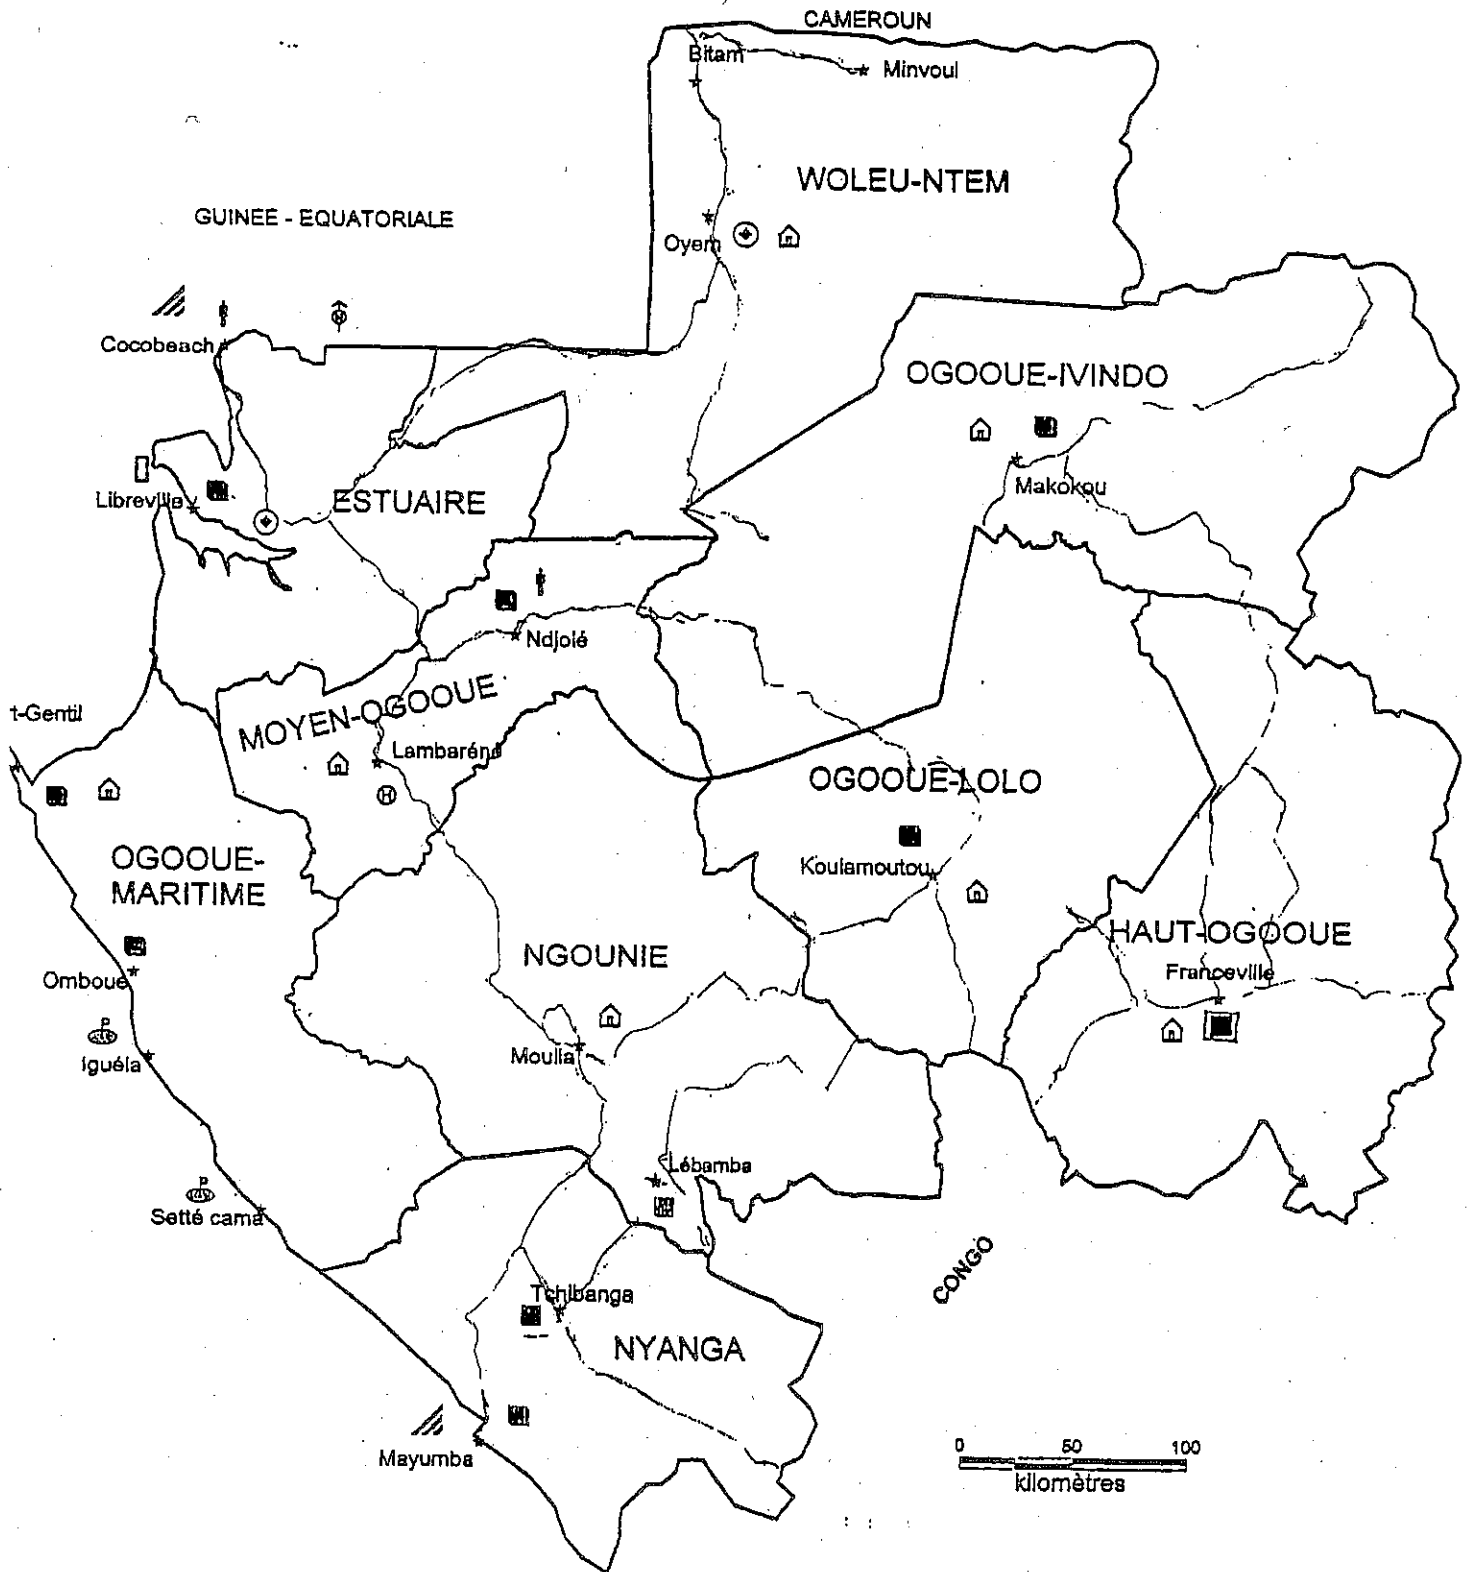 CAMEROUN
Bitam
Minvoul
WOLEU-NTEM
GUINEE - EQUATORIALE
Oyem
Cocobeach
OGOOUE-IVINDO
Makokou
Libreville
ESTUAIRE
Ndjolé
MOYEN-OGOOUE
t-Gentil
Lambaréné
OGOOUE-LOLO
Koulamoutou
OGOOUE-
MARITIME
HAUT-OGOOUE
NGOUNIE
Franceville
Omboue
Iguéla
Mouila
Lébamba
Setté cama
CONGO
Tchibanga
NYANGA
Mayumba
0 50 100
kilomètres